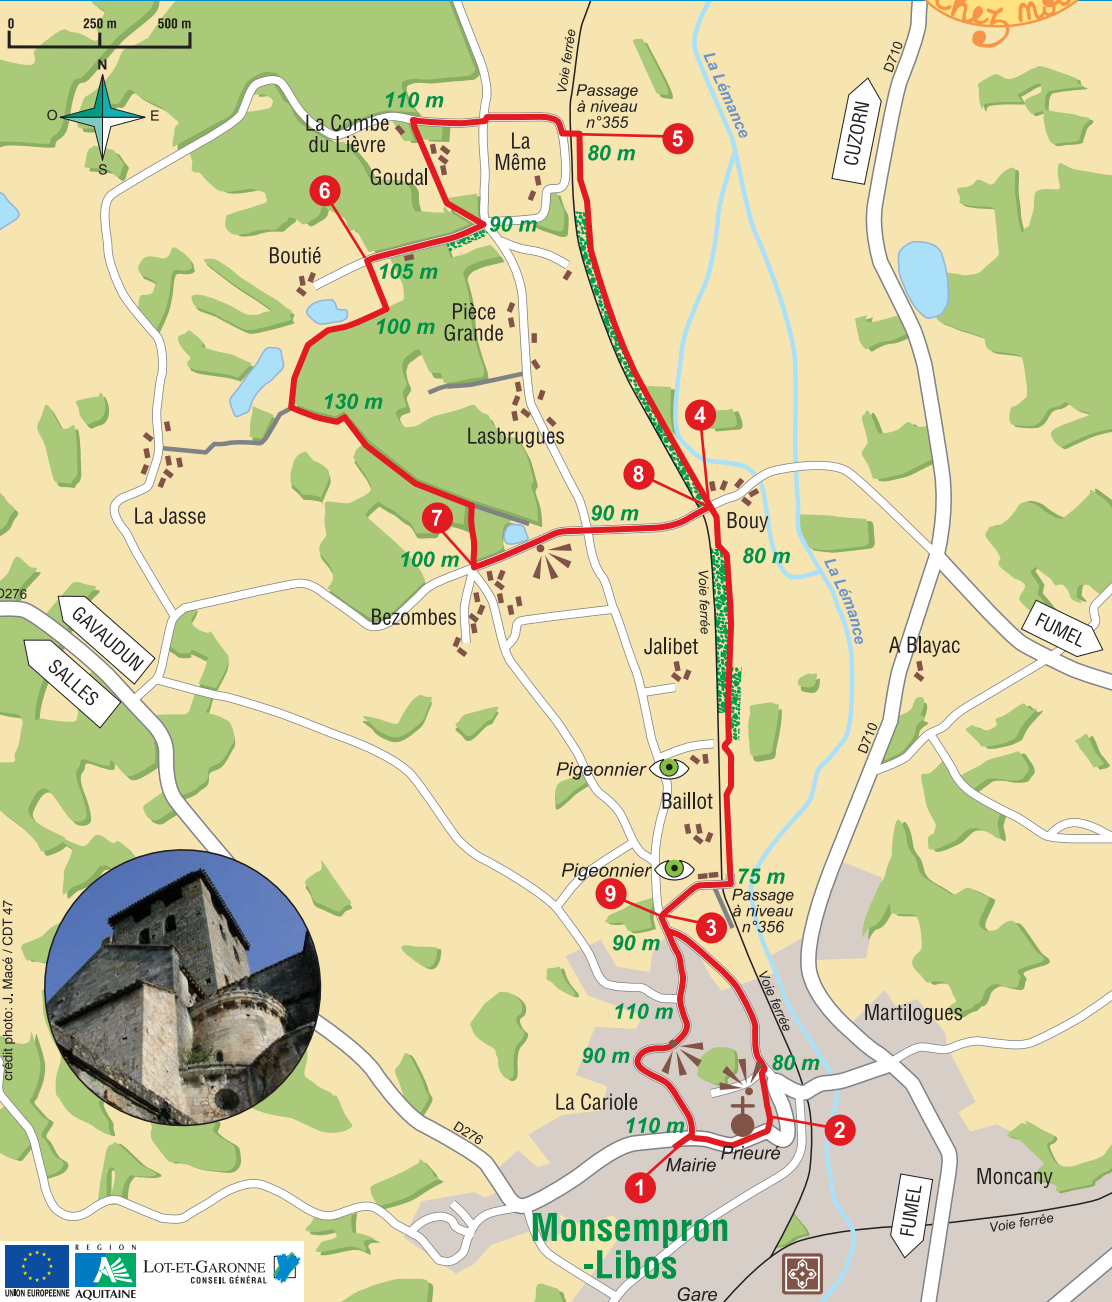 chez moi
0 250 m 500 m
N
O E
S
Voie ferrée
Passage
à niveau
n°355
La Lémance
D710
CUZORN
110 m
La Combe
du Lièvre
La
Même
5
80 m
Goudal
6
90 m
Boutié
105 m
Pièce
Grande
100 m
130 m
4
Lasbrugues
8
La Jasse
7
90 m
Bouy
100 m
80 m
Voie ferrée
La Lémance
D276
GAVAUDUN
SALLES
Bezombes
Jalibet
A Blayac
FUMEL
D710
Pigeonnier
Baillot
Pigeonnier
75 m
Passage
à niveau
n°356
9
3
90 m
Voie ferrée
110 m
Martilogues
90 m
80 m
La Cariole
110 m
2
D276
Mairie
Prieuré
1
Moncany
FUMEL
Voie ferrée
Monsempron
-Libos
Gare
crédit photo: J. Macé / CDT 47
UNION EUROPEENNE
REGION
AQUITAINE
LOT-ET-GARONNE
CONSEIL GÉNÉRAL